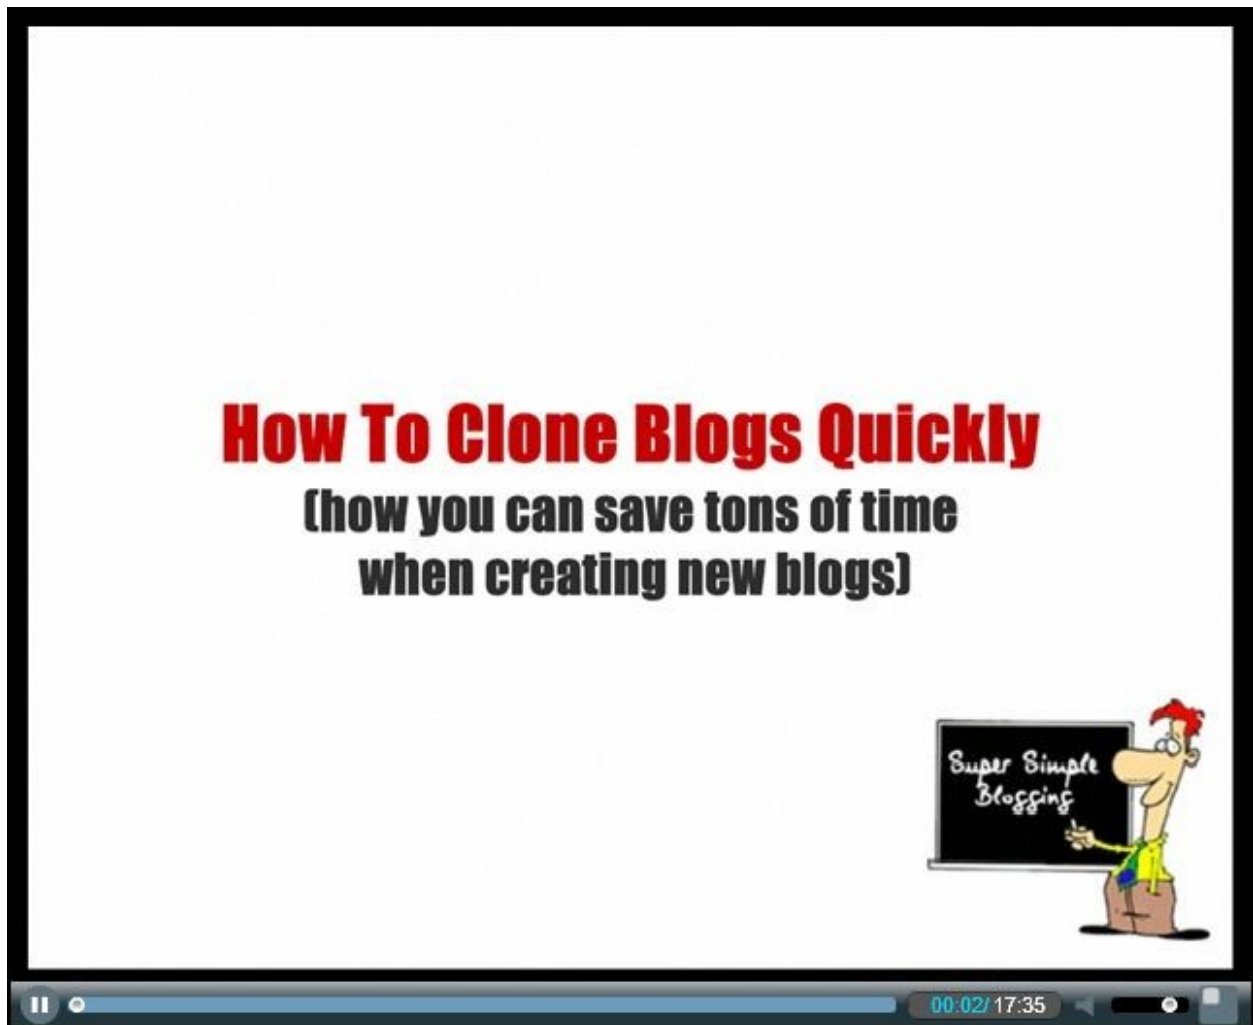 How To Clone Blogs Quickly
(how you can save tons of time
when creating new blogs)
Super Simple
Blogging
00:02/ 17:35